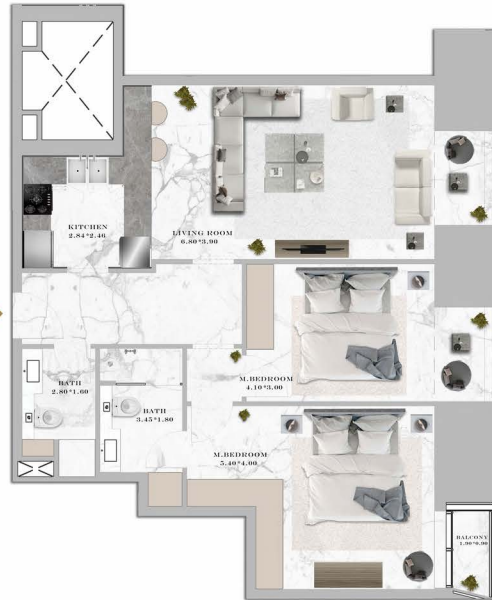 KITCHEN
2.84*2.46
LIVING ROOM
6.80*3.90
M.BEDROOM
4.10*3.00
BATH
2.80*1.60
BATH
3.45*1.80
M.BEDROOM
5.40*4.00
BALCONY
1.90*0.90